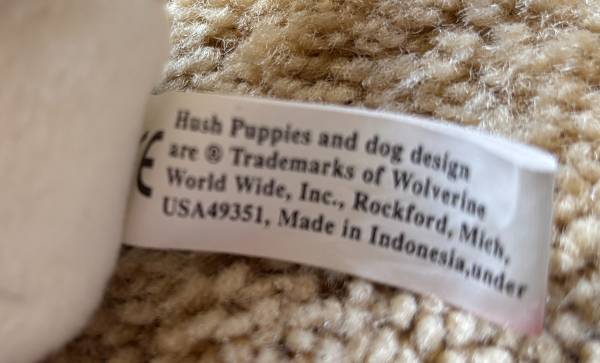 Hush Puppies and dog design
are ® Trademarks of Wolverine
World Wide, Inc., Rockford, Mich,
USA49351, Made in Indonesia,under
CE